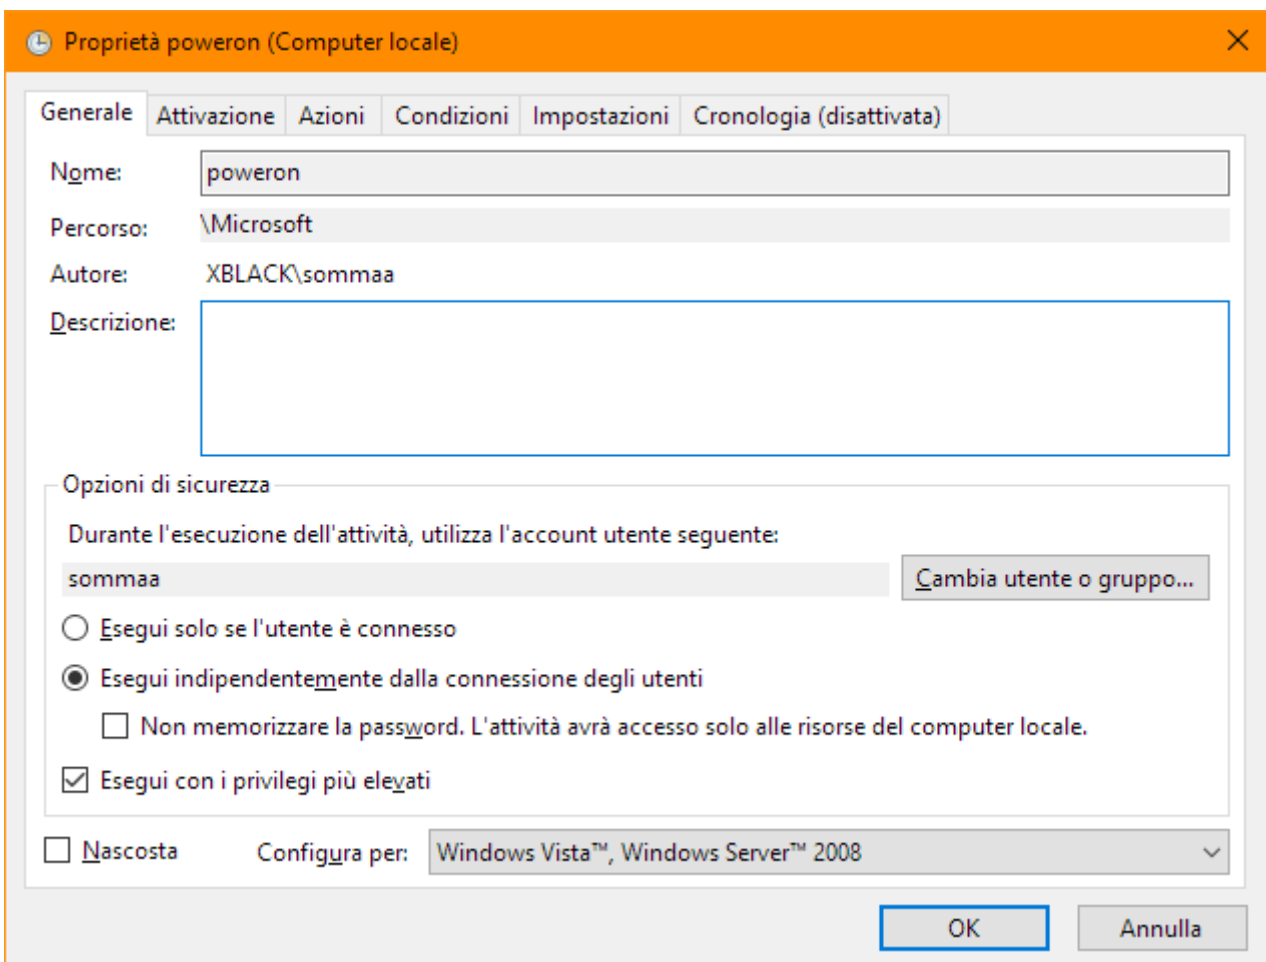 Proprietà poweron (Computer locale)
Generale Attivazione Azioni Condizioni Impostazioni Cronologia (disattivata)
Nome: poweron
Percorso: \Microsoft
Autore: XBLACK\sommaa
Descrizione:
Opzioni di sicurezza
Durante l'esecuzione dell'attività, utilizza l'account utente seguente:
sommaa Cambia utente o gruppo...
Esegui solo se l'utente è connesso
Esegui indipendentemente dalla connessione degli utenti
Non memorizzare la password. L'attività avrà accesso solo alle risorse del computer locale.
Esegui con i privilegi più elevati
Nascosta Configura per: Windows Vista™, Windows Server™ 2008
OK Annulla